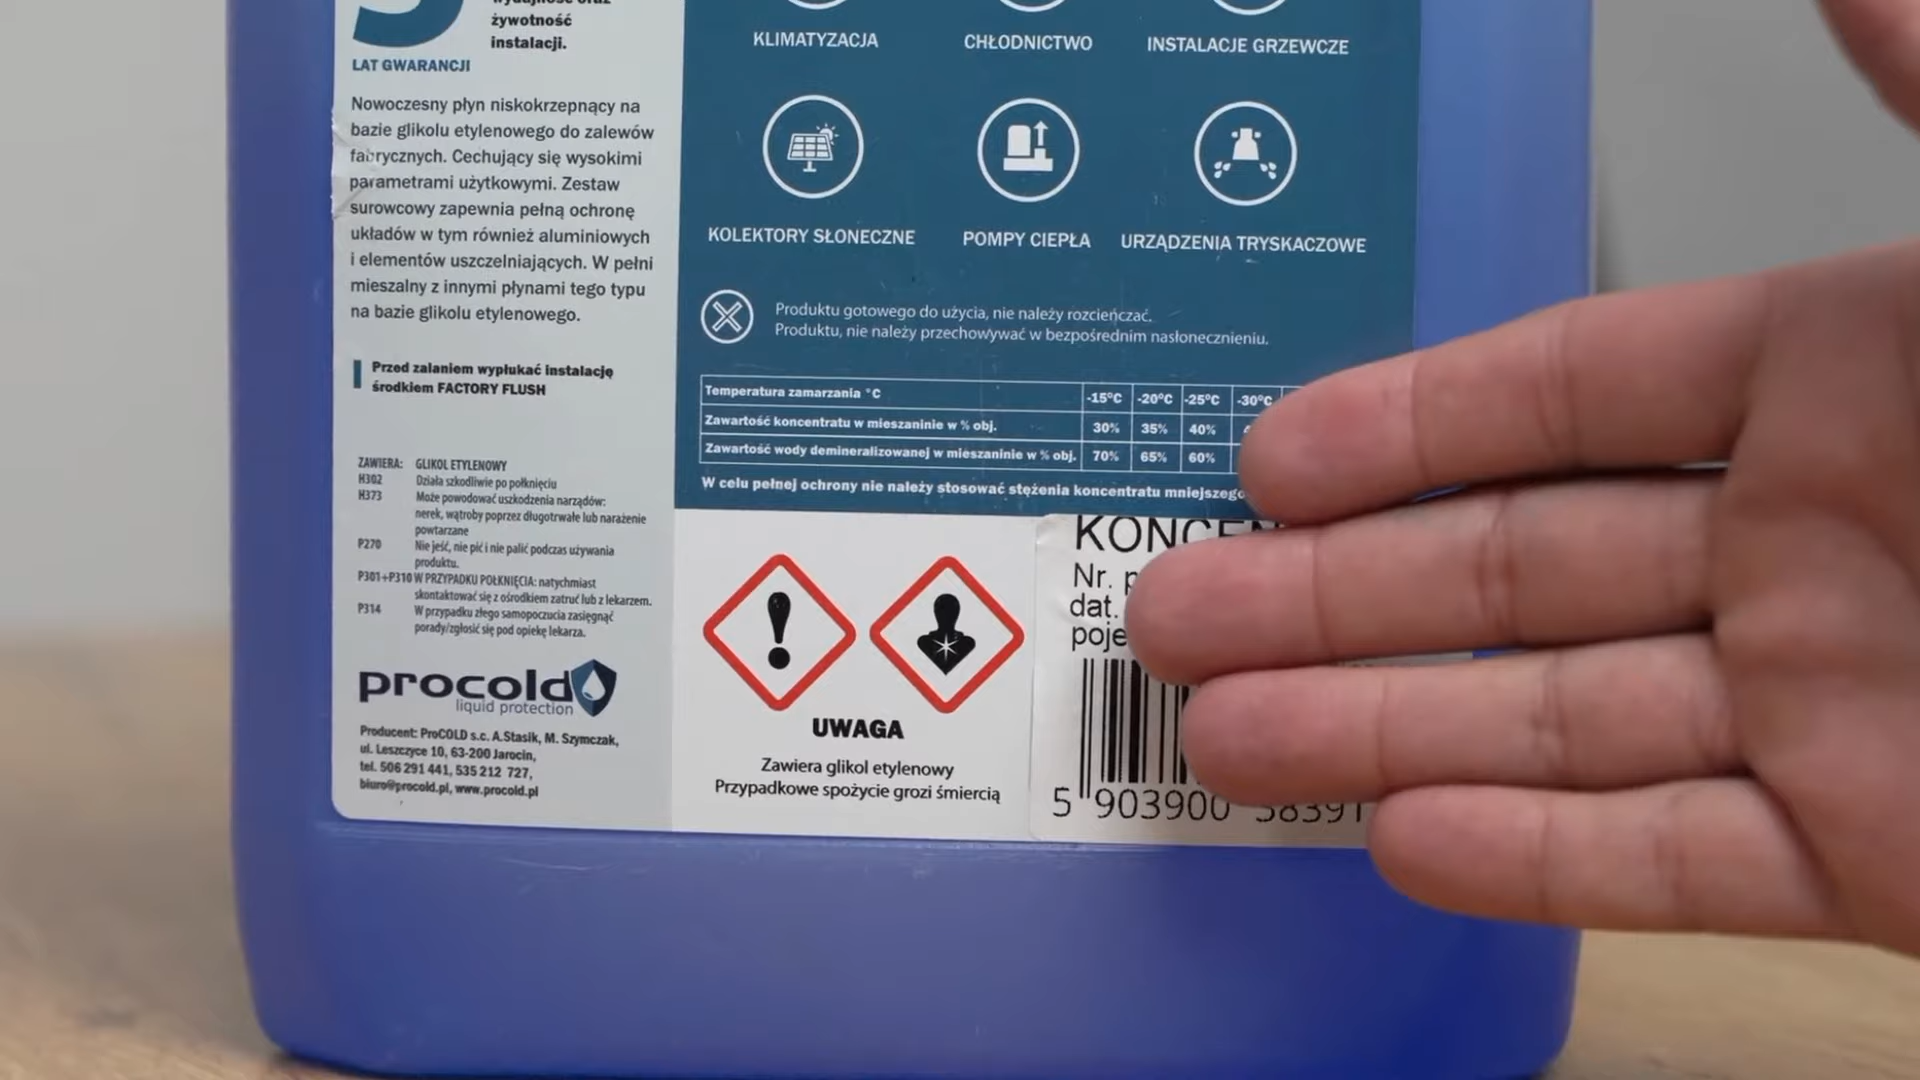 żywotność
instalacji.
LAT GWARANCJI
Nowoczesny płyn niskokrzepnący na
bazie glikolu etylenowego do zalewów
fabrycznych. Cechujący się wysokimi
parametrami użytkowymi. Zestaw
surowcowy zapewnia pełną ochronę
układów w tym również aluminiowych
i elementów uszczelniających. W pełni
mieszalny z innymi płynami tego typu
na bazie glikolu etylenowego.
Przed zalaniem wypłukać instalację
środkiem FACTORY FLUSH
ZAWIERA: GLIKOL ETYLENOWY
H302 Działa szkodliwie po połknięciu
H373 Może powodować uszkodzenia narządów:
nerek, wątroby poprzez długotrwałe lub narażenie
powtarzane
P270 Nie jeść, nie pić i nie palić podczas używania
produktu.
P301+P310 W PRZYPADKU POŁKNIĘCIA: natychmiast
skontaktować się z ośrodkiem zatruć lub z lekarzem.
P314 W przypadku złego samopoczucia zasięgnąć
porady/zgłosić się pod opiekę lekarza.
procold
liquid protection
Producent: ProCOLD s.c. A.Stasik, M. Szymczak,
ul. Leszczyce 10, 63-200 Jarocin,
tel. 506 291 441, 535 212 727,
biuro@procold.pl, www.procold.pl
KLIMATYZACJA CHŁODNICTWO INSTALACJE GRZEWCZE
KOLEKTORY SŁONECZNE POMPY CIEPŁA URZĄDZENIA TRYSKACZOWE
Produktu gotowego do użycia, nie należy rozcieńczać.
Produktu, nie należy przechowywać w bezpośrednim nasłonecznieniu.
Temperatura zamarzania °C -15°C -20°C -25°C -30°C
Zawartość koncentratu w mieszaninie w % obj. 30% 35% 40%
Zawartość wody demineralizowanej w mieszaninie w % obj. 70% 65% 60%
W celu pełnej ochrony nie należy stosować stężenia koncentratu mniejszego
UWAGA
Zawiera glikol etylenowy
Przypadkowe spożycie grozi śmiercią
Nr.
dat.
5 903900 58391